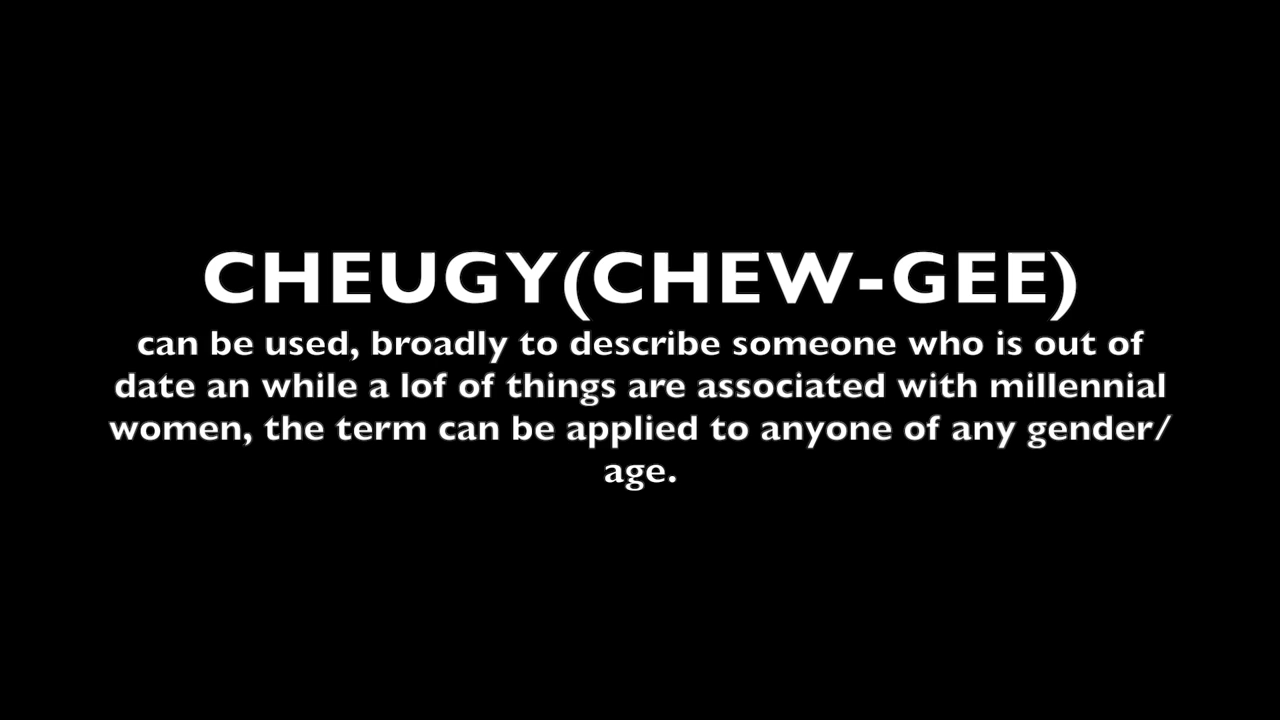 CHEUGY(CHEW-GEE)
can be used, broadly to describe someone who is out of
date an while a lof of things are associated with millennial
women, the term can be applied to anyone of any gender/
age.